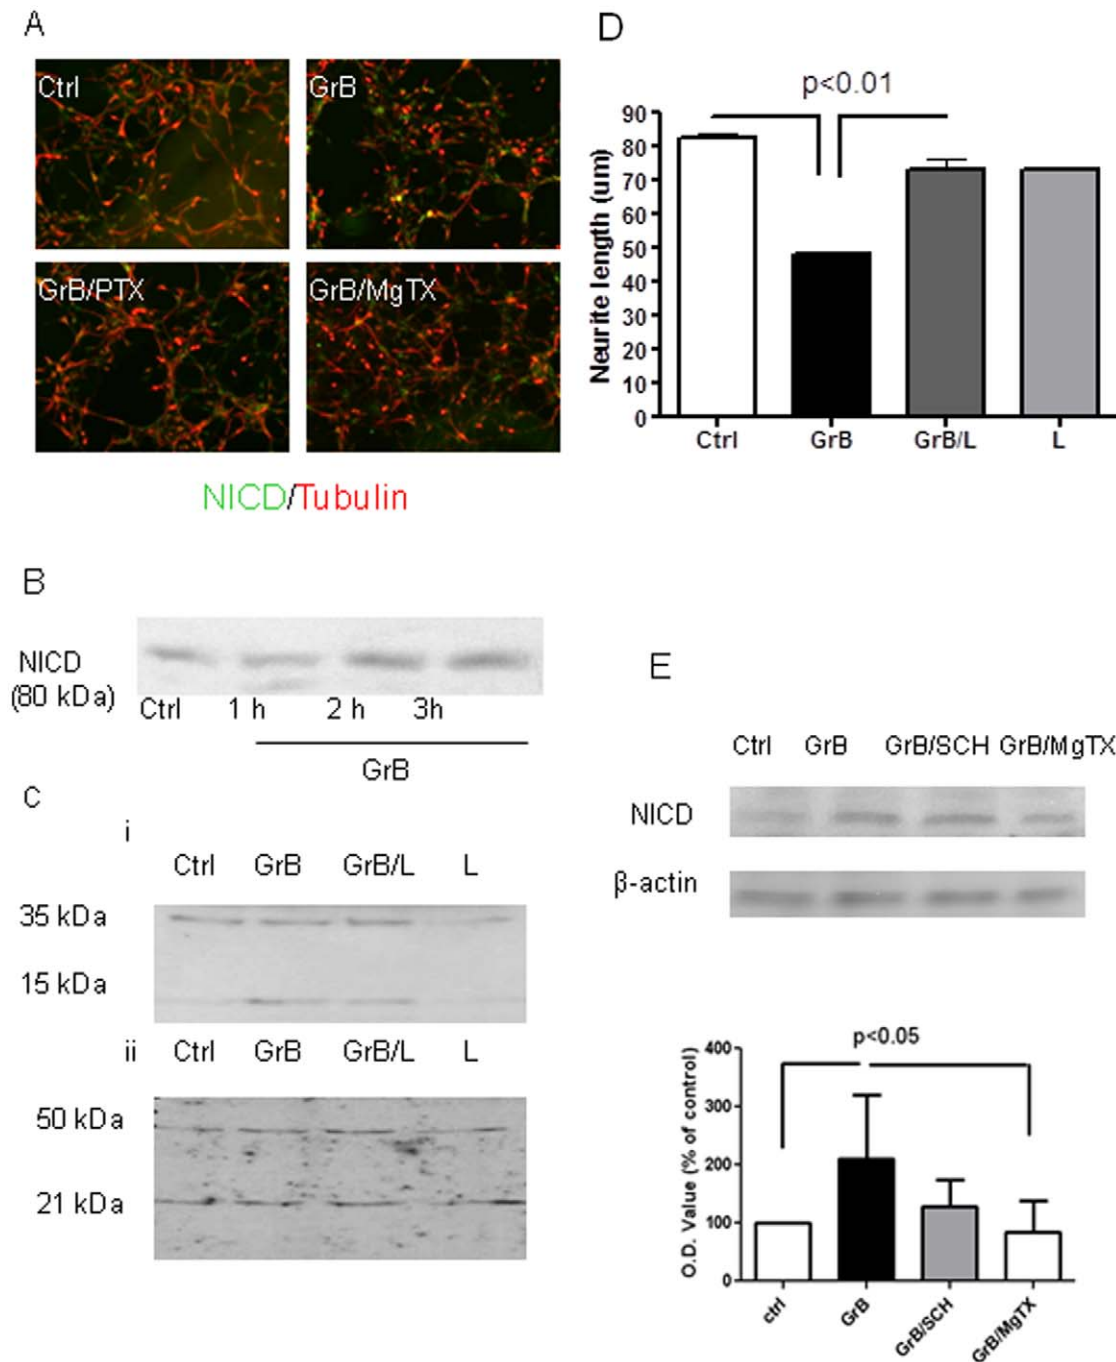 A
Ctrl
GrB
GrB/PTX
GrB/MgTX
NICD/Tubulin
B
NICD
(80 kDa)
Ctrl 1 h 2 h 3h
GrB
C
i
Ctrl GrB GrB/L L
35 kDa
15 kDa
ii Ctrl GrB GrB/L L
50 kDa
21 kDa
D
p<0.01
Neurite length (um)
90
80
70
60
50
40
30
20
10
0
Ctrl GrB GrB/L L
E
Ctrl GrB GrB/SCH GrB/MgTX
NICD
β-actin
p<0.05
O.D. Value (% of control)
400
300
200
100
0
ctrl GrB GrB/SCH GrB/MgTX